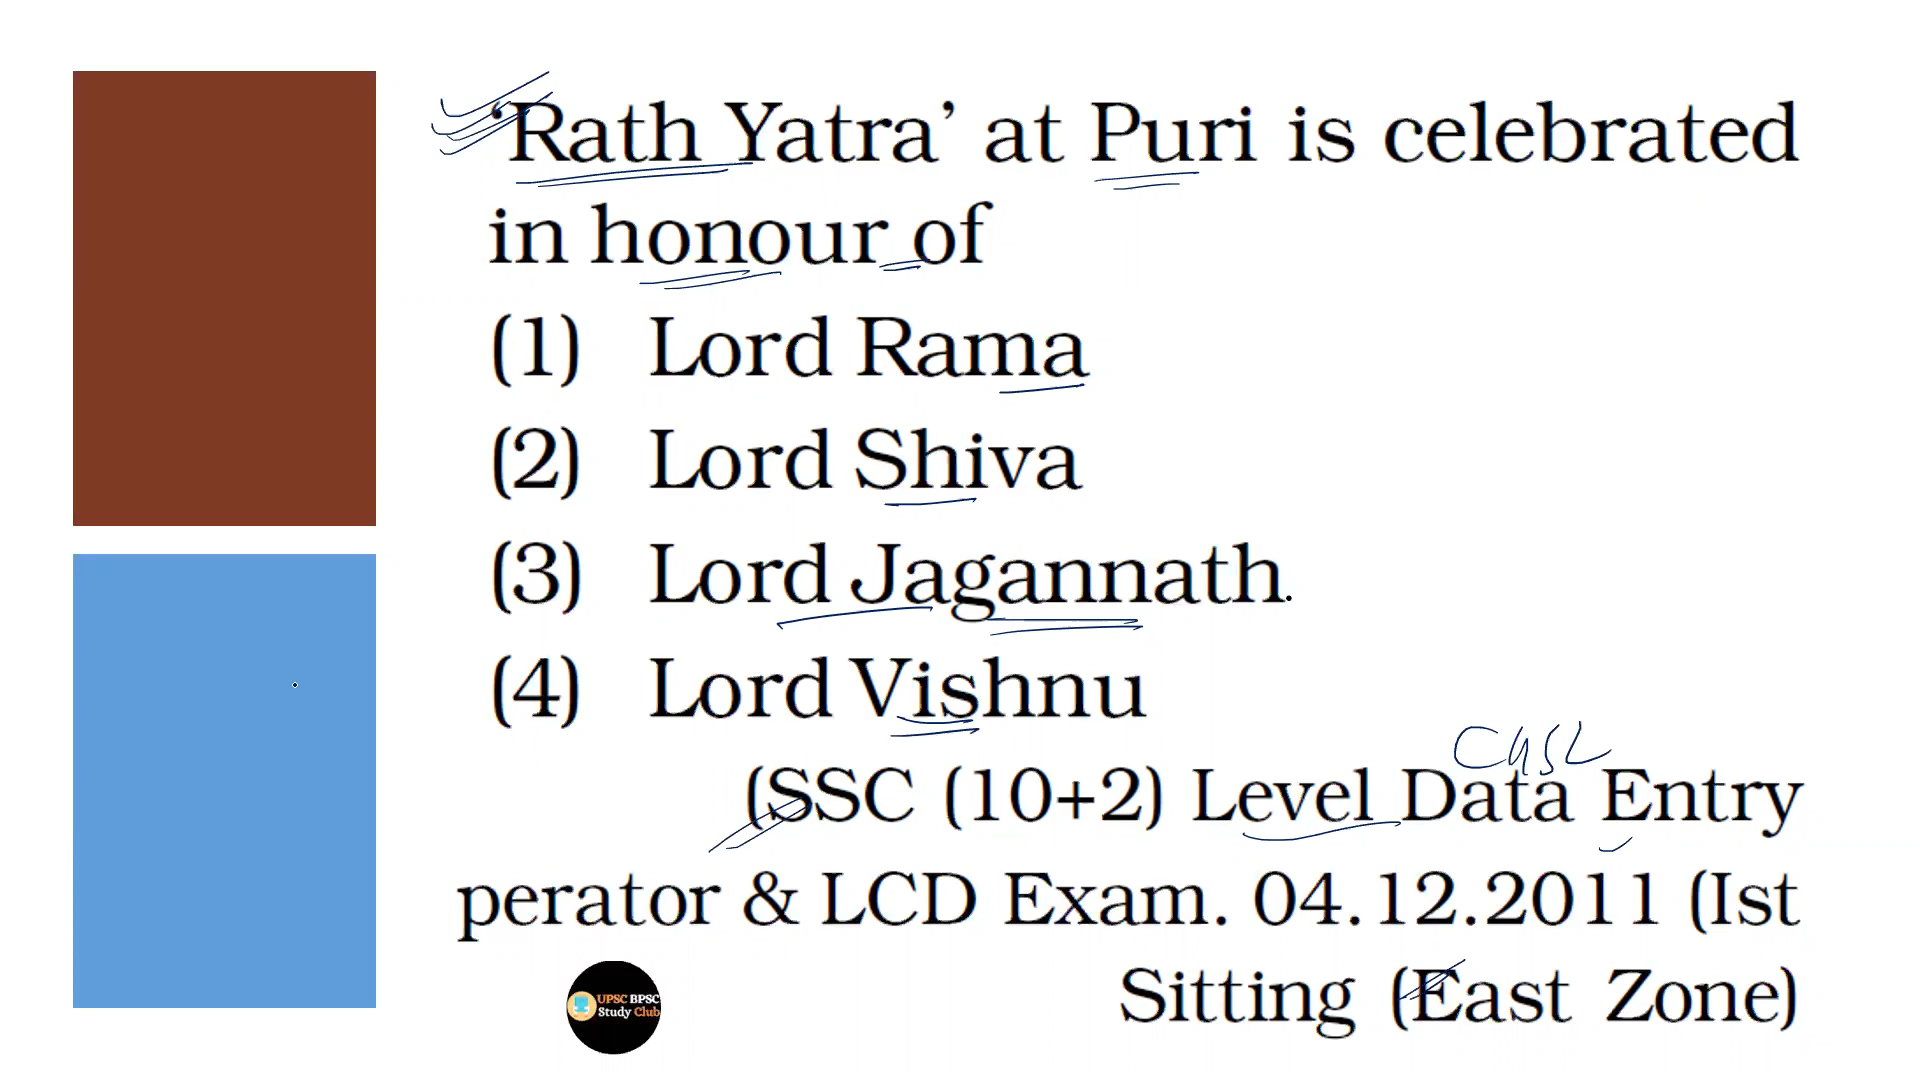 ‘Rath Yatra’ at Puri is celebrated
in honour of
(1) Lord Rama
(2) Lord Shiva
(3) Lord Jagannath.
(4) Lord Vishnu
CHSL
(SSC (10+2) Level Data Entry
perator & LCD Exam. 04.12.2011 (Ist
Sitting (East Zone)
UPSC BPSC
Study Club